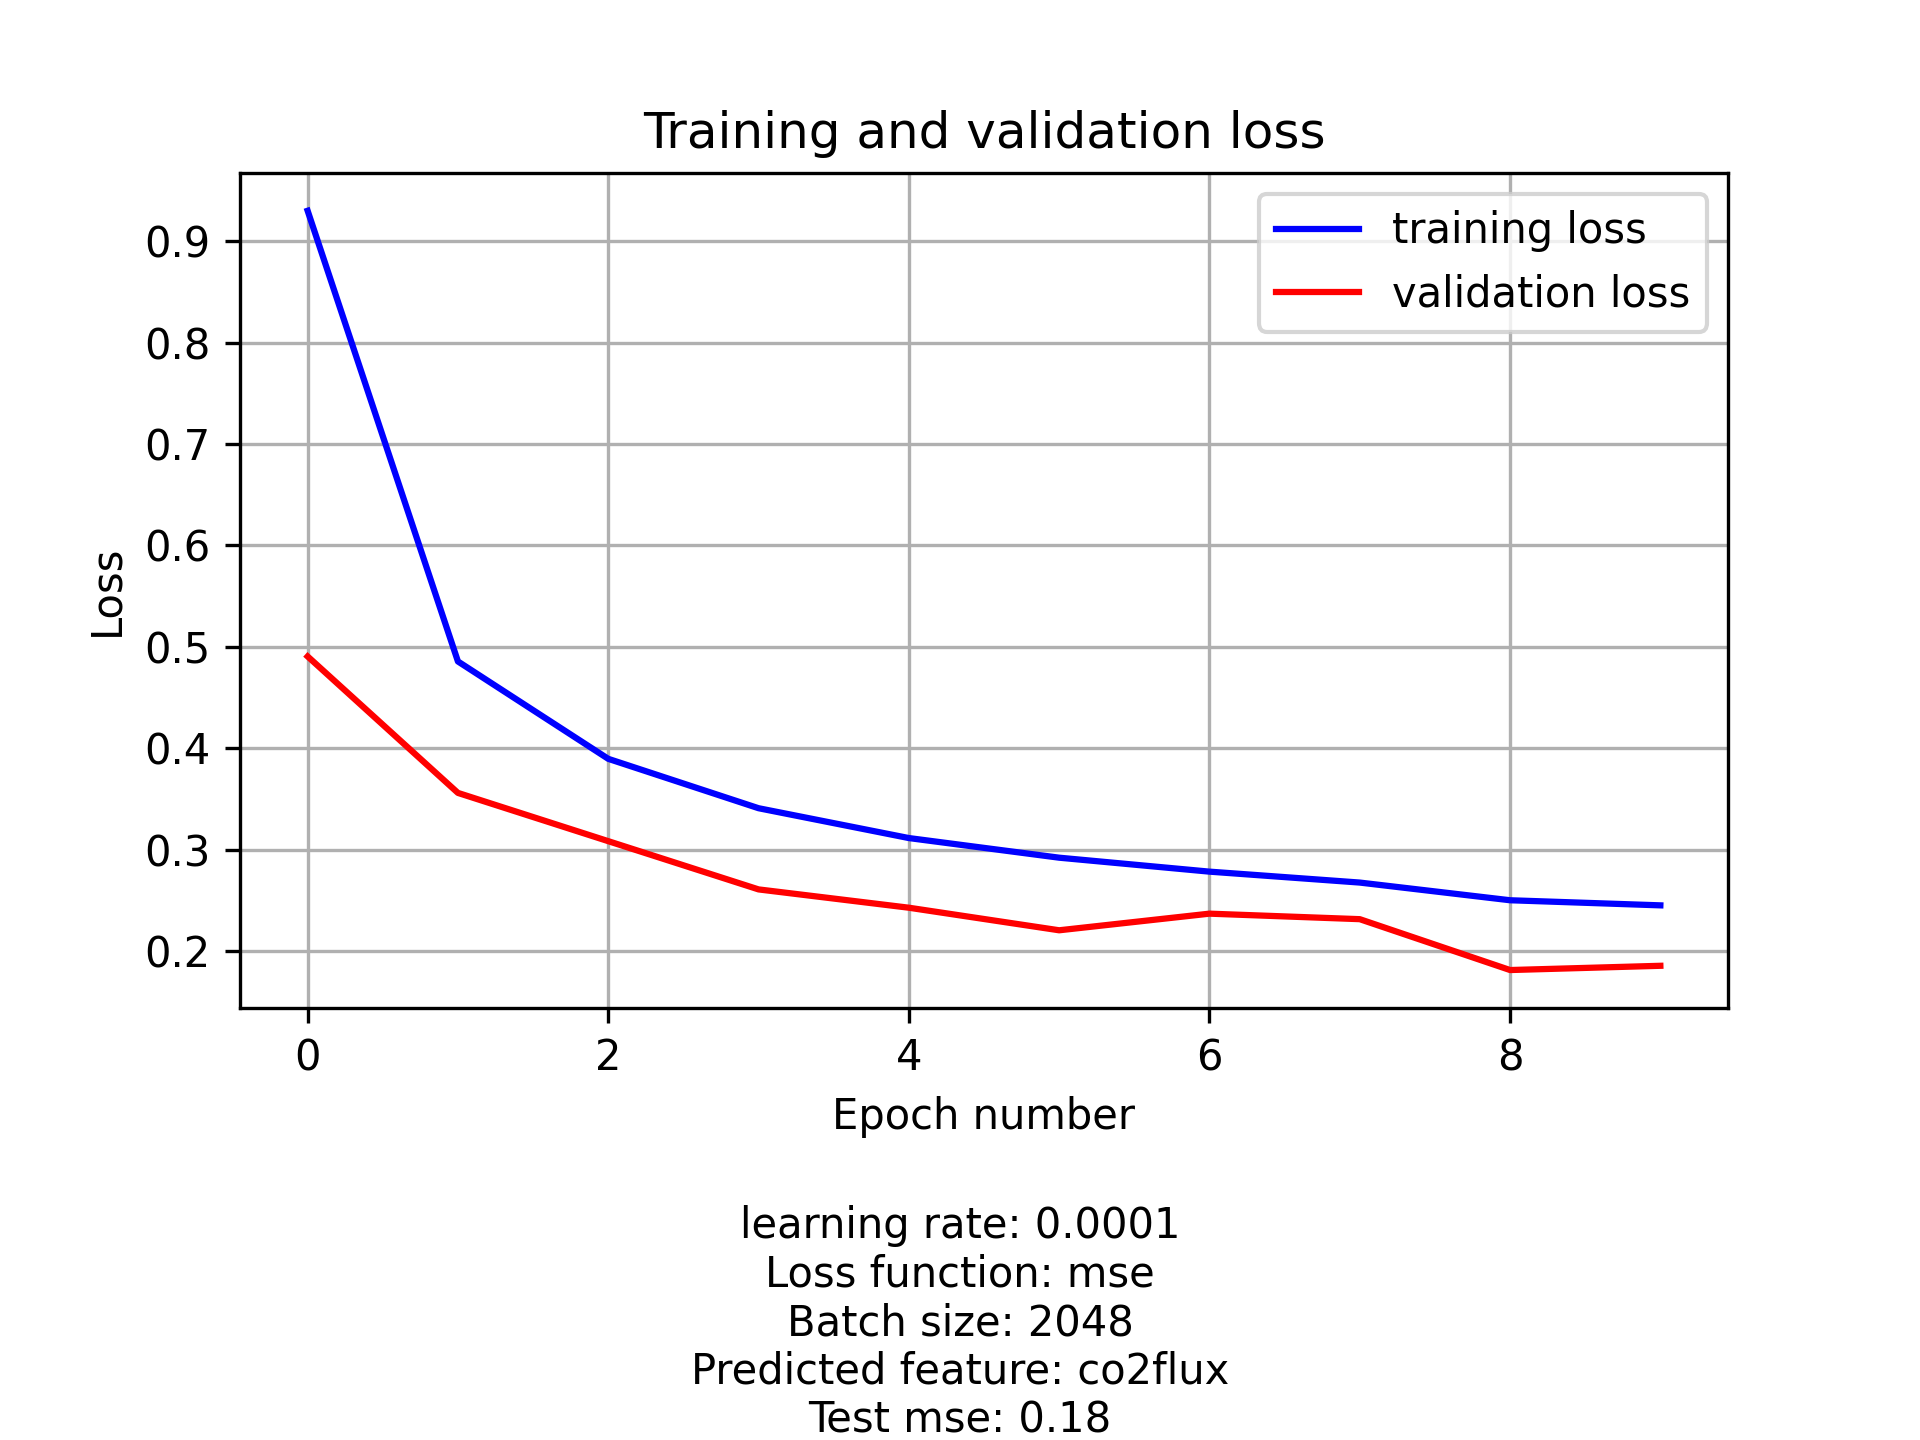 Training and validation loss
training loss
validation loss
Loss
0.9
0.8
0.7
0.6
0.5
0.4
0.3
0.2
0 2 4 6 8
Epoch number
learning rate: 0.0001
Loss function: mse
Batch size: 2048
Predicted feature: co2flux
Test mse: 0.18